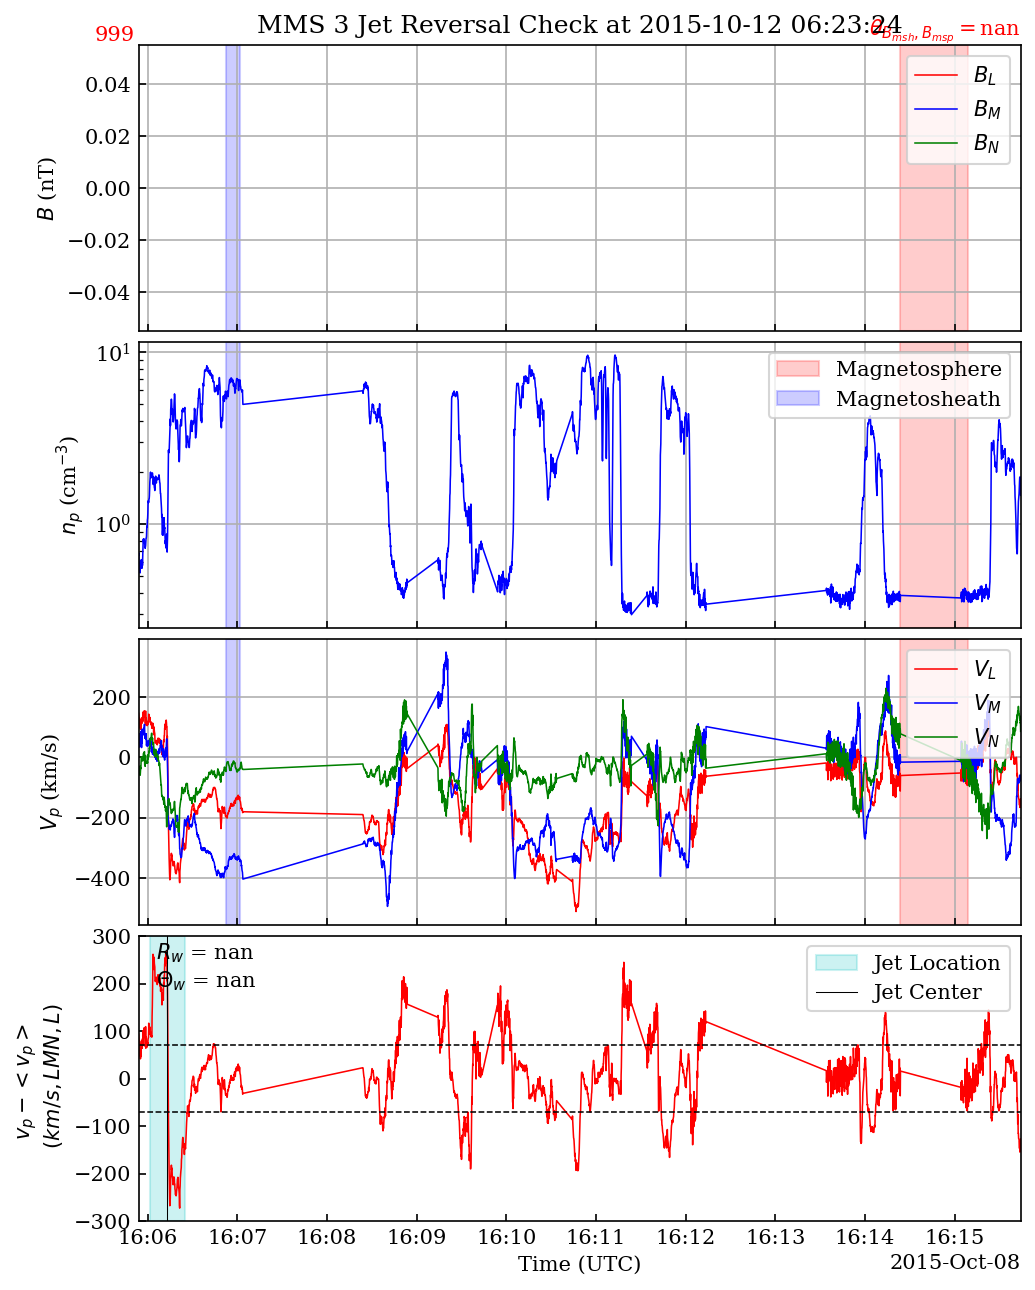 MMS 3 Jet Reversal Check at 2015-10-12 06:23:24
999
θ_{B_{msh}, B_{msp}} = nan
B (nT)
0.04
0.02
0.00
−0.02
−0.04
B_L
B_M
B_N
n_p (cm^{−3})
10^1
10^0
Magnetosphere
Magnetosheath
V_p (km/s)
200
0
−200
−400
V_L
V_M
V_N
v_p − < v_p >
(km/s, LMN, L)
300
200
100
0
−100
−200
−300
R_w = nan
Θ_w = nan
Jet Location
Jet Center
16:06 16:07 16:08 16:09 16:10 16:11 16:12 16:13 16:14 16:15
Time (UTC)
2015-Oct-08